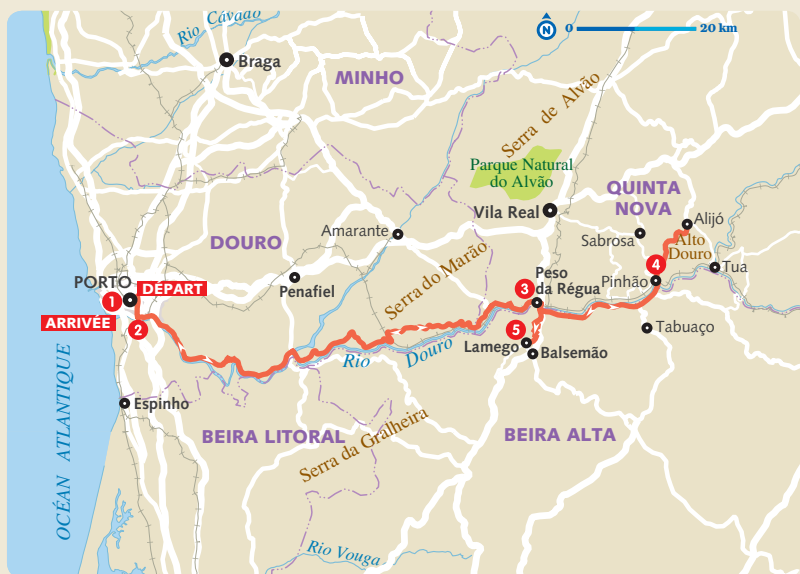 Rio Cávado
N
0
20 km
Braga
MINHO
Serra de Alvão
Parque Natural
do Alvão
QUINTA
NOVA
Vila Real
Alijó
Amarante
DOURO
Sabrosa
Alto
Douro
Serra do Marão
4
Tua
Penafiel
Peso
da Régua
Pinhão
PORTO
DÉPART
1
3
ARRIVÉE
2
5
Tabuaço
Lamego
Balsemão
Rio Douro
OCÉAN ATLANTIQUE
Espinho
BEIRA LITORAL
BEIRA ALTA
Serra da Gralheira
Rio Vouga